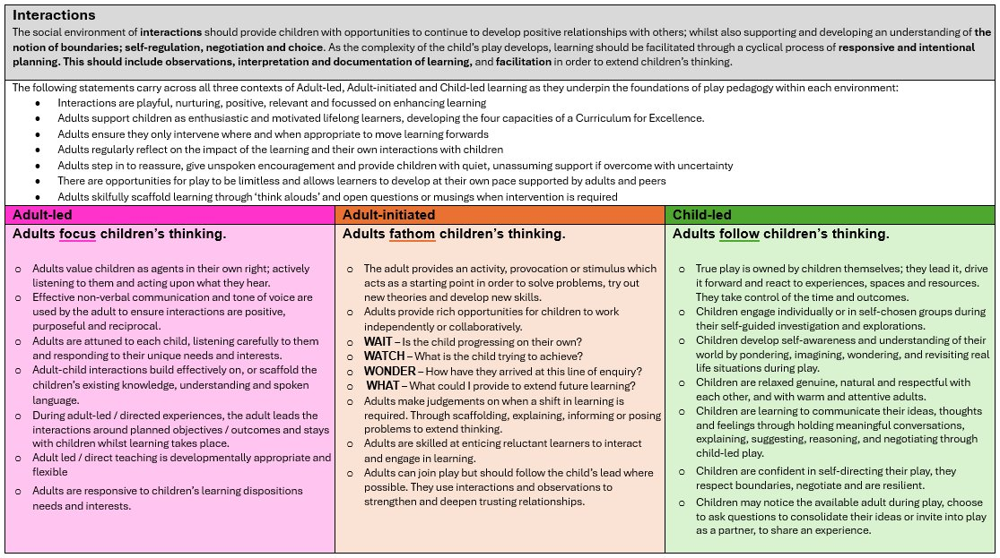 Interactions
The social environment of interactions should provide children with opportunities to continue to develop positive relationships with others; whilst also supporting and developing an understanding of the
notion of boundaries; self-regulation, negotiation and choice. As the complexity of the child's play develops, learning should be facilitated through a cyclical process of responsive and intentional
planning. This should include observations, interpretation and documentation of learning, and facilitation in order to extend children's thinking.
The following statements carry across all three contexts of Adult-led, Adult-initiated and Child-led learning as they underpin the foundations of play pedagogy within each environment:
• Interactions are playful, nurturing, positive, relevant and focussed on enhancing learning
• Adults support children as enthusiastic and motivated lifelong learners, developing the four capacities of a Curriculum for Excellence.
• Adults ensure they only intervene where and when appropriate to move learning forwards
• Adults regularly reflect on the impact of the learning and their own interactions with children
• Adults step in to reassure, give unspoken encouragement and provide children with quiet, unassuming support if overcome with uncertainty
• There are opportunities for play to be limitless and allows learners to develop at their own pace supported by adults and peers
• Adults skilfully scaffold learning through 'think alouds' and open questions or musings when intervention is required
Adult-led
Adults focus children's thinking.
o Adults value children as agents in their own right; actively
listening to them and acting upon what they hear.
o Effective non-verbal communication and tone of voice are
used by the adult to ensure interactions are positive,
purposeful and reciprocal.
o Adults are attuned to each child, listening carefully to them
and responding to their unique needs and interests.
o Adult-child interactions build effectively on, or scaffold the
children's existing knowledge, understanding and spoken
language.
o During adult-led / directed experiences, the adult leads the
interactions around planned objectives / outcomes and stays
with children whilst learning takes place.
o Adult led / direct teaching is developmentally appropriate and
flexible
o Adults are responsive to children's learning dispositions
needs and interests.
Adult-initiated
Adults fathom children's thinking.
o The adult provides an activity, provocation or stimulus which
acts as a starting point in order to solve problems, try out
new theories and develop new skills.
o Adults provide rich opportunities for children to work
independently or collaboratively.
o WAIT – Is the child progressing on their own?
o WATCH – What is the child trying to achieve?
o WONDER – How have they arrived at this line of enquiry?
o WHAT – What could I provide to extend future learning?
o Adults make judgements on when a shift in learning is
required. Through scaffolding, explaining, informing or posing
problems to extend thinking.
o Adults are skilled at enticing reluctant learners to interact
and engage in learning.
o Adults can join play but should follow the child's lead where
possible. They use interactions and observations to
strengthen and deepen trusting relationships.
Child-led
Adults follow children's thinking.
o True play is owned by children themselves; they lead it, drive
it forward and react to experiences, spaces and resources.
They take control of the time and outcomes.
o Children engage individually or in self-chosen groups during
their self-guided investigation and explorations.
o Children develop self-awareness and understanding of their
world by pondering, imagining, wondering, and revisiting real
life situations during play.
o Children are relaxed genuine, natural and respectful with
each other, and with warm and attentive adults.
o Children are learning to communicate their ideas, thoughts
and feelings through holding meaningful conversations,
explaining, suggesting, reasoning, and negotiating through
child-led play.
o Children are confident in self-directing their play, they
respect boundaries, negotiate and are resilient.
o Children may notice the available adult during play, choose
to ask questions to consolidate their ideas or invite into play
as a partner, to share an experience.